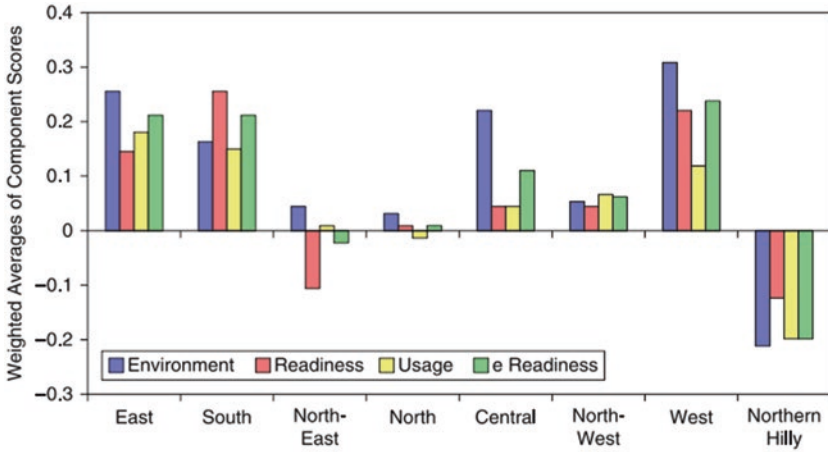 Weighted Averages of Component Scores
0.4
0.3
0.2
0.1
0
−0.1
−0.2
−0.3
Environment Readiness Usage e Readiness
East South North-East North Central North-West West Northern Hilly